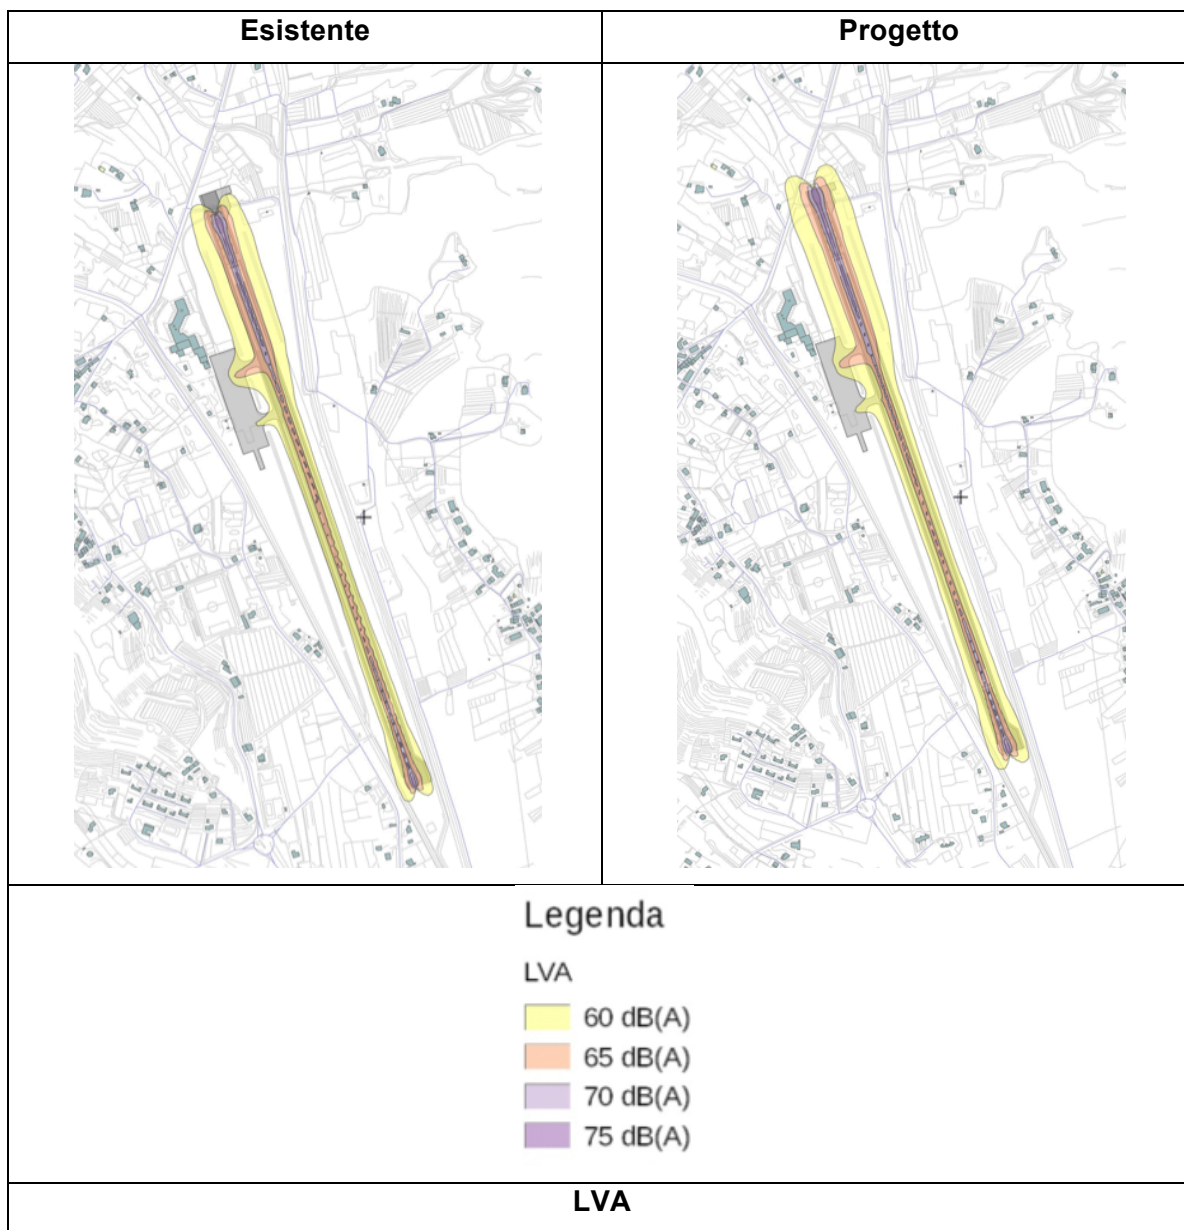 Esistente
Progetto
Legenda
LVA
60 dB(A)
65 dB(A)
70 dB(A)
75 dB(A)
LVA